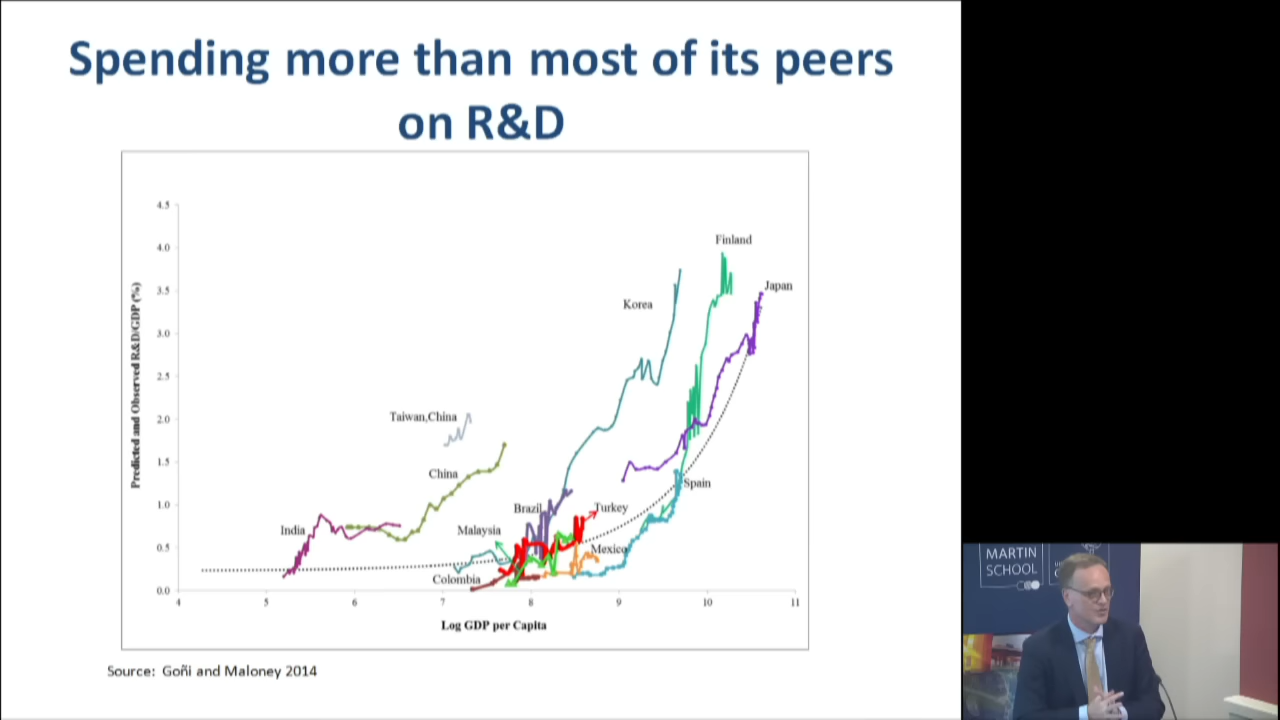 Spending more than most of its peers
on R&D
4.5
4.0
3.5
3.0
2.5
2.0
1.5
1.0
0.5
0.0
Predicted and Observed R&D/GDP (%)
Finland
Japan
Korea
Taiwan,China
China
India
Brazil
Turkey
Spain
Malaysia
Mexico
Colombia
4 5 6 7 8 9 10 11
Log GDP per Capita
Source: Goñi and Maloney 2014
MARTIN
SCHOOL